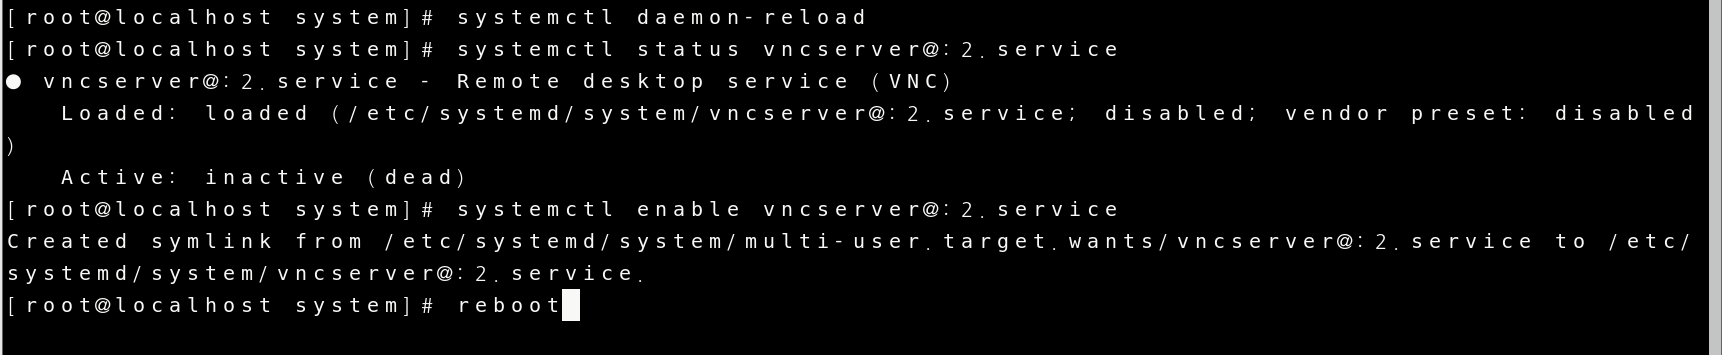 [root@localhost system]# systemctl daemon-reload
[root@localhost system]# systemctl status vncserver@:2.service
● vncserver@:2.service - Remote desktop service (VNC)
   Loaded: loaded (/etc/systemd/system/vncserver@:2.service; disabled; vendor preset: disabled
)
   Active: inactive (dead)
[root@localhost system]# systemctl enable vncserver@:2.service
Created symlink from /etc/systemd/system/multi-user.target.wants/vncserver@:2.service to /etc/
systemd/system/vncserver@:2.service.
[root@localhost system]# reboot